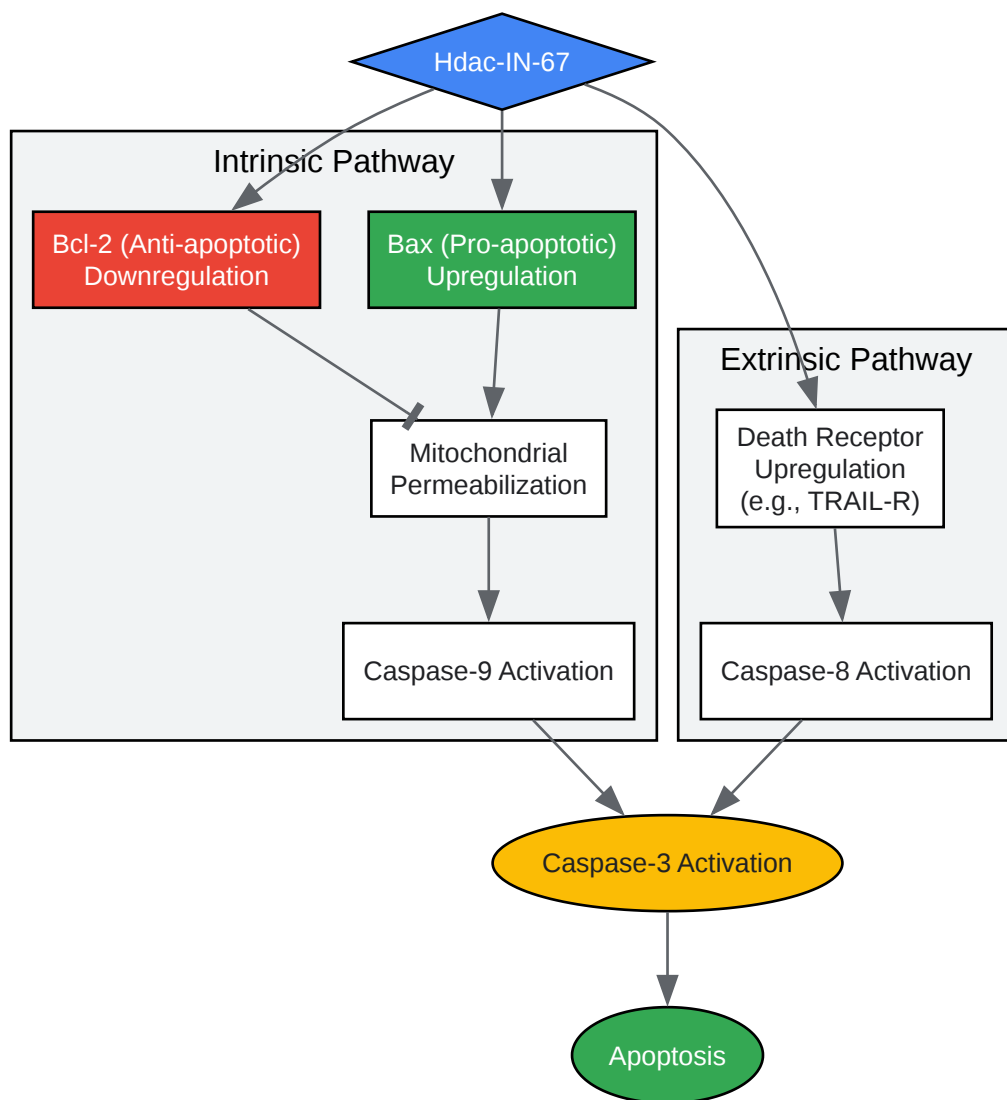 Hdac-IN-67
Intrinsic Pathway
Bcl-2 (Anti-apoptotic)
Downregulation
Bax (Pro-apoptotic)
Upregulation
Extrinsic Pathway
Mitochondrial
Permeabilization
Death Receptor
Upregulation
(e.g., TRAIL-R)
Caspase-9 Activation
Caspase-8 Activation
Caspase-3 Activation
Apoptosis